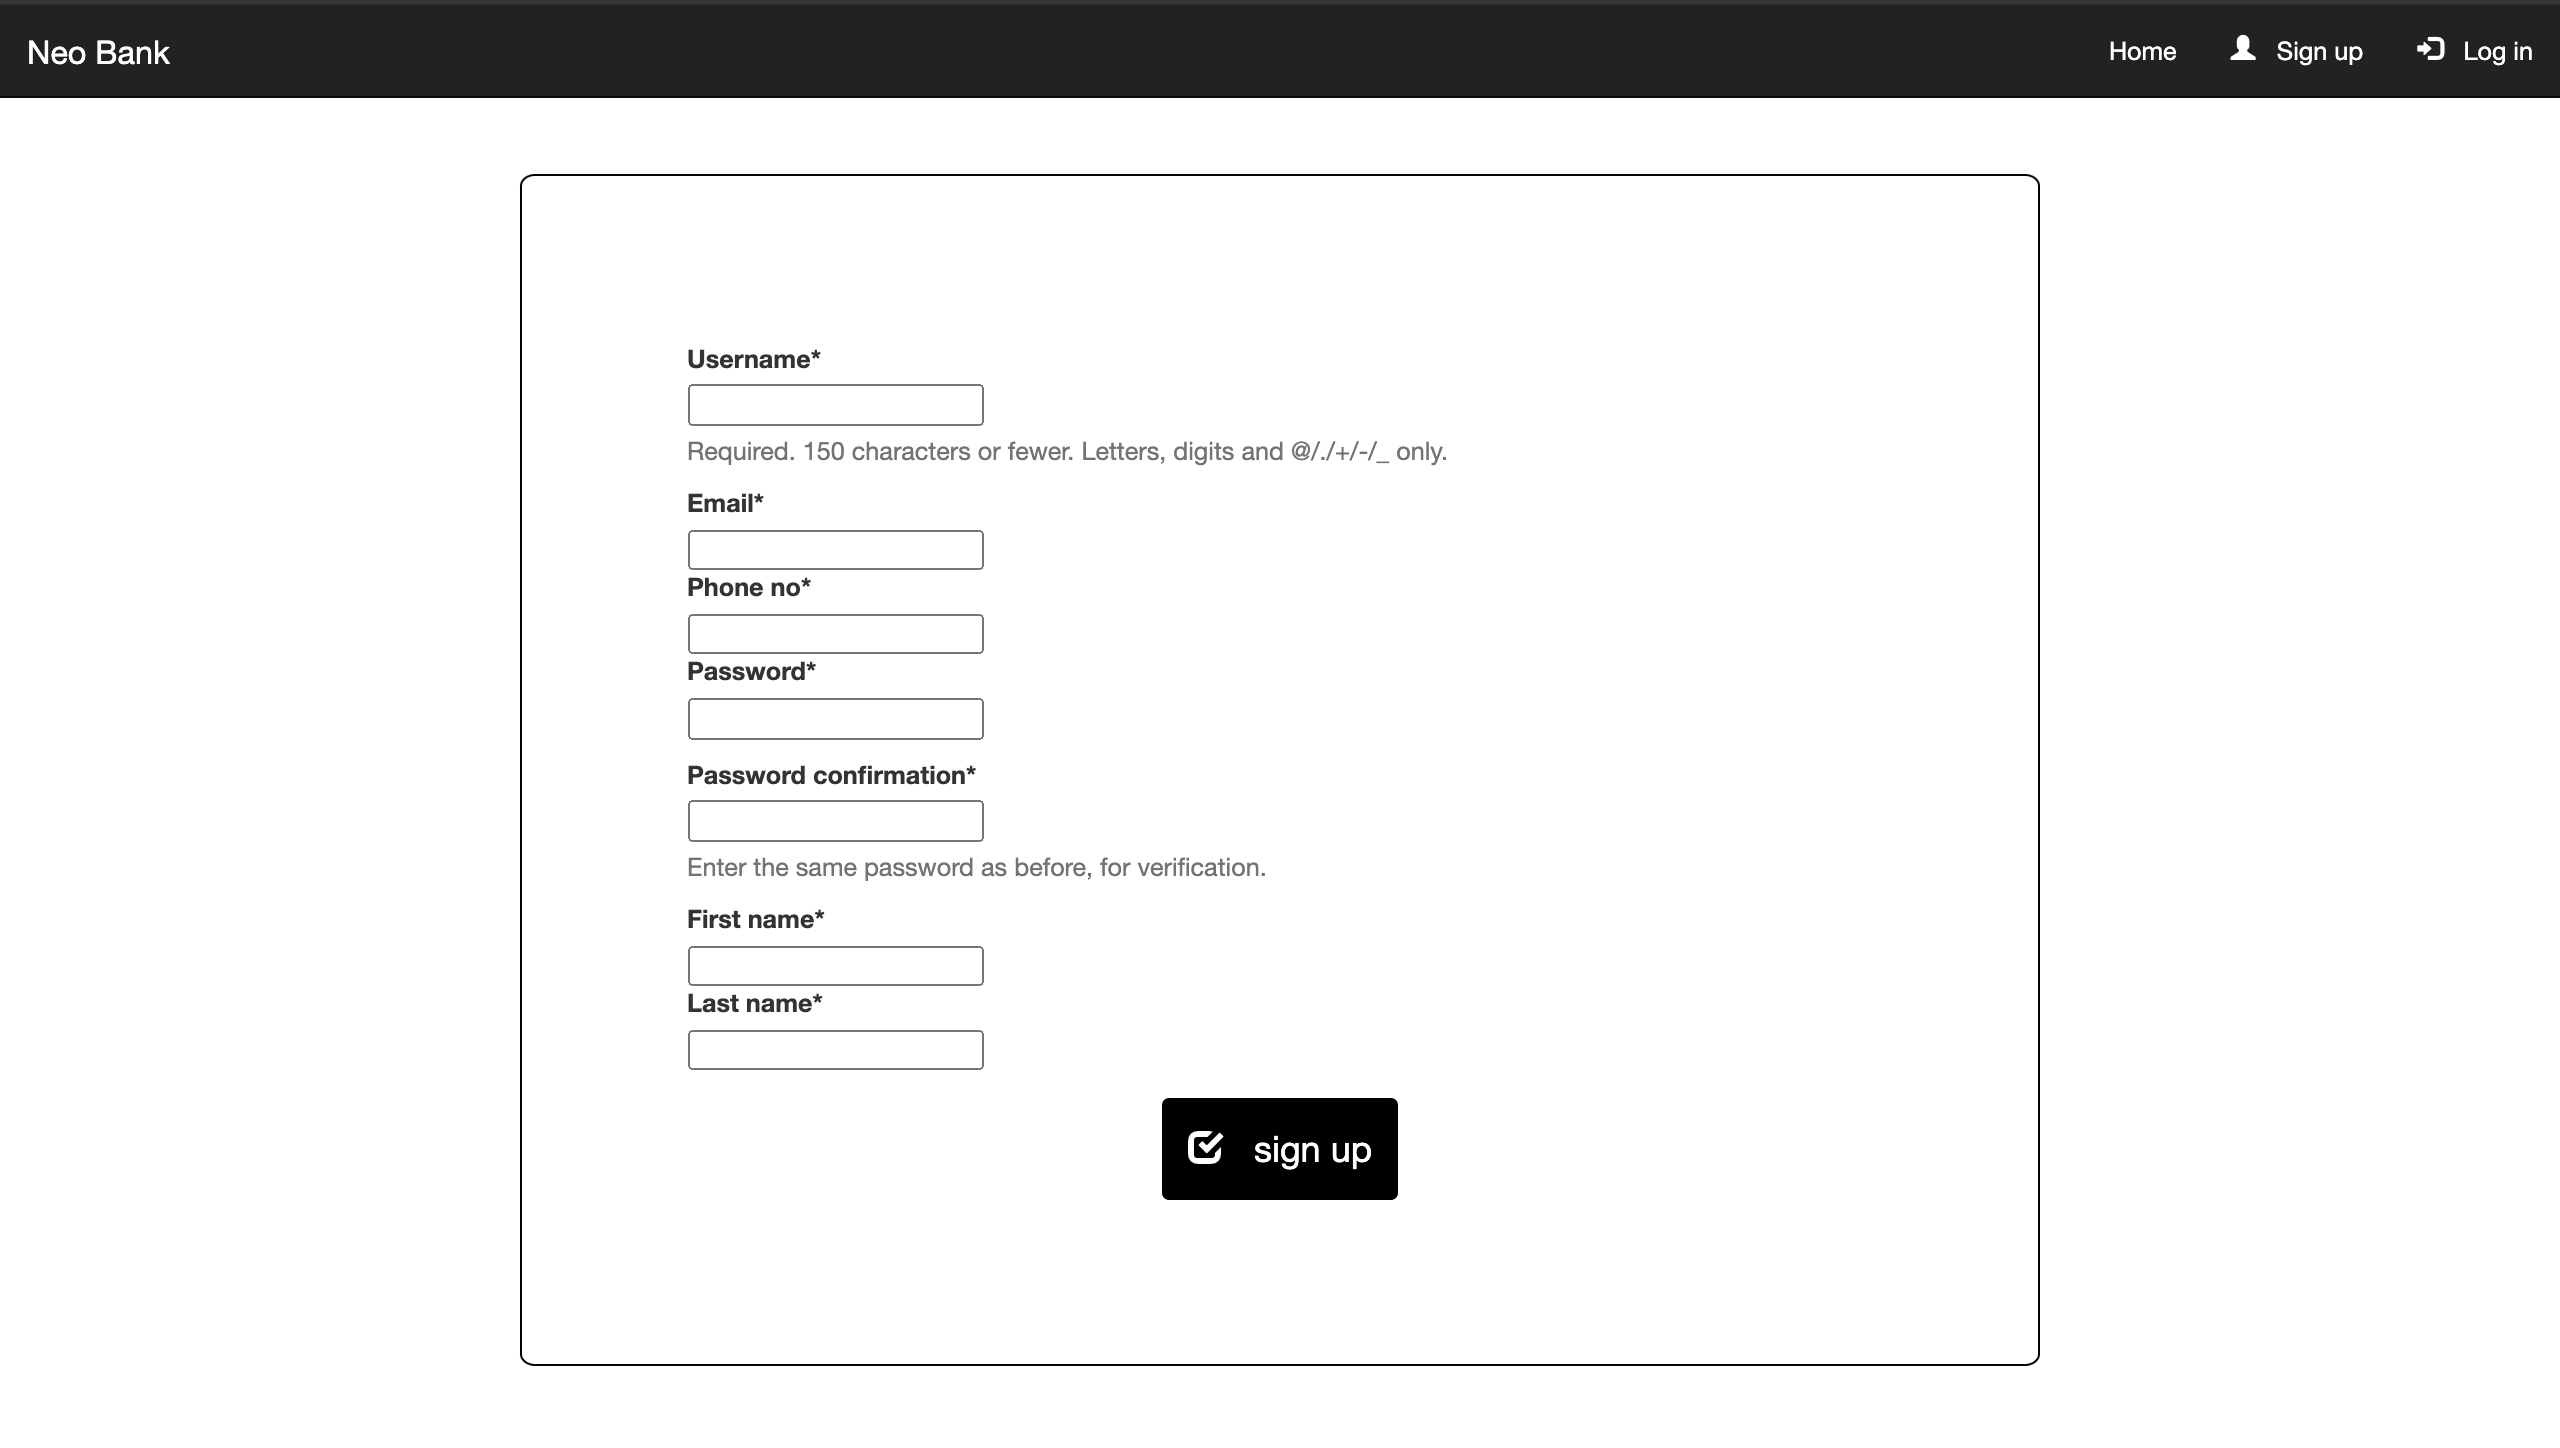 Neo Bank
Home Sign up Log in
Username*
Required. 150 characters or fewer. Letters, digits and @/./+/-/_ only.
Email*
Phone no*
Password*
Password confirmation*
Enter the same password as before, for verification.
First name*
Last name*
sign up